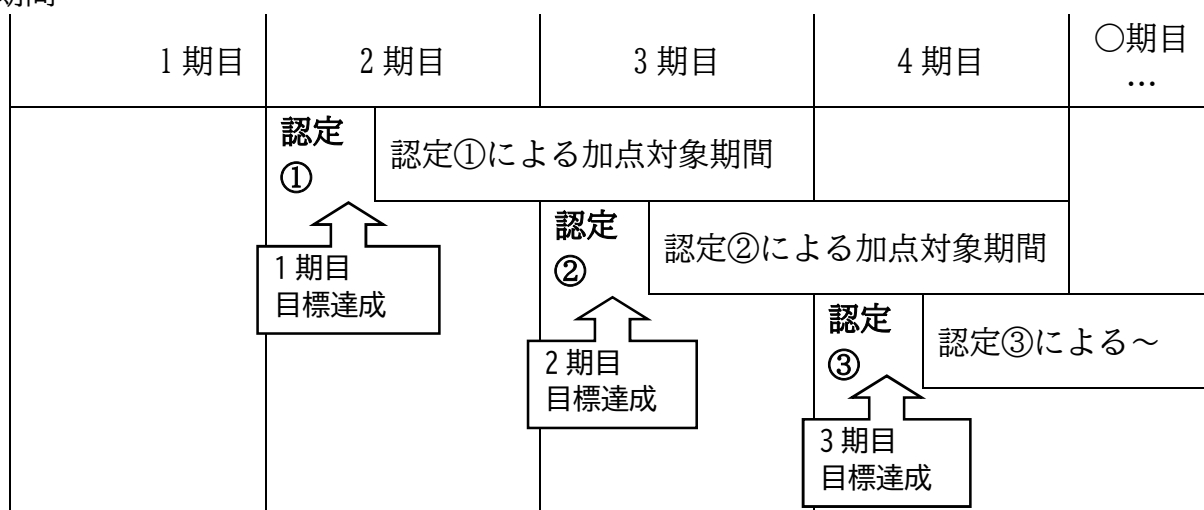 期間
1期目
2期目
3期目
4期目
〇期目
…
認定
①
認定①による加点対象期間
1期目
目標達成
認定
②
認定②による加点対象期間
2期目
目標達成
認定
③
認定③による～
3期目
目標達成